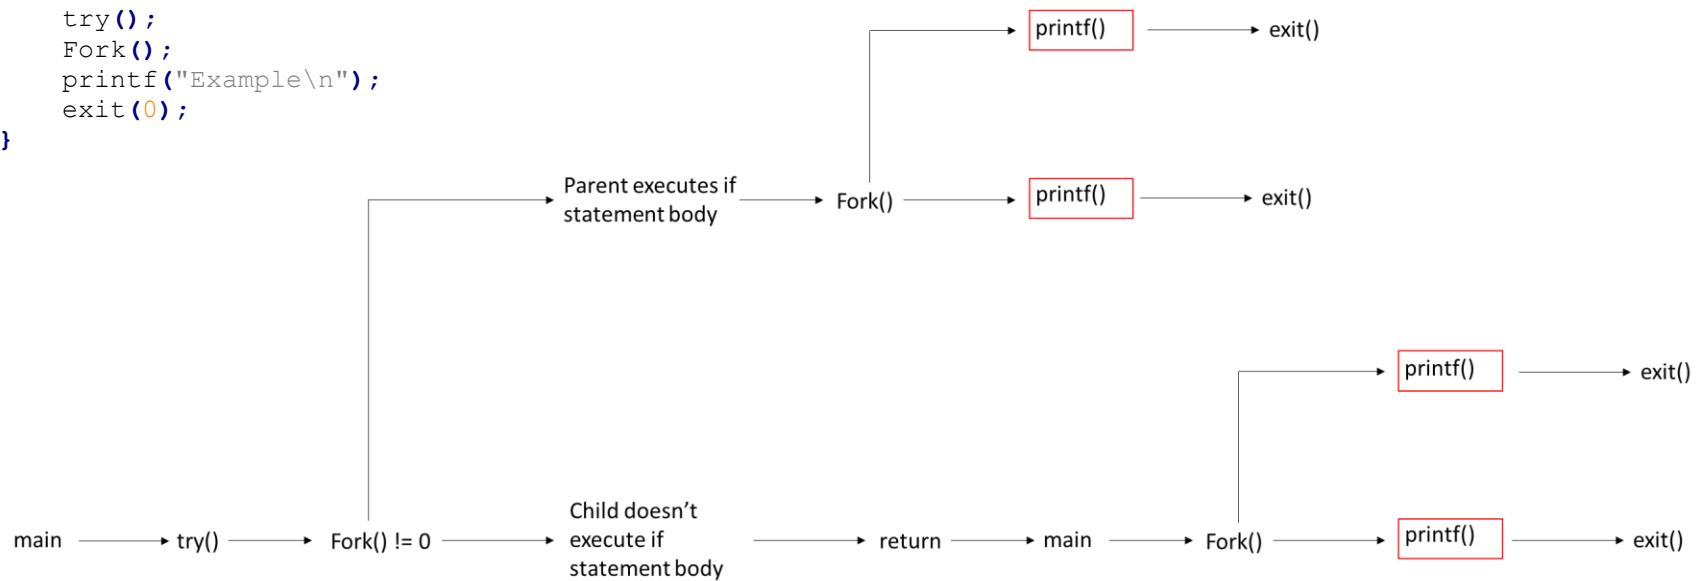 try();
Fork();
printf("Example\n");
exit(0);
}
printf()
exit()
Parent executes if
statement body
Fork()
printf()
exit()
printf()
exit()
main
try()
Fork() != 0
Child doesn’t
execute if
statement body
return
main
Fork()
printf()
exit()